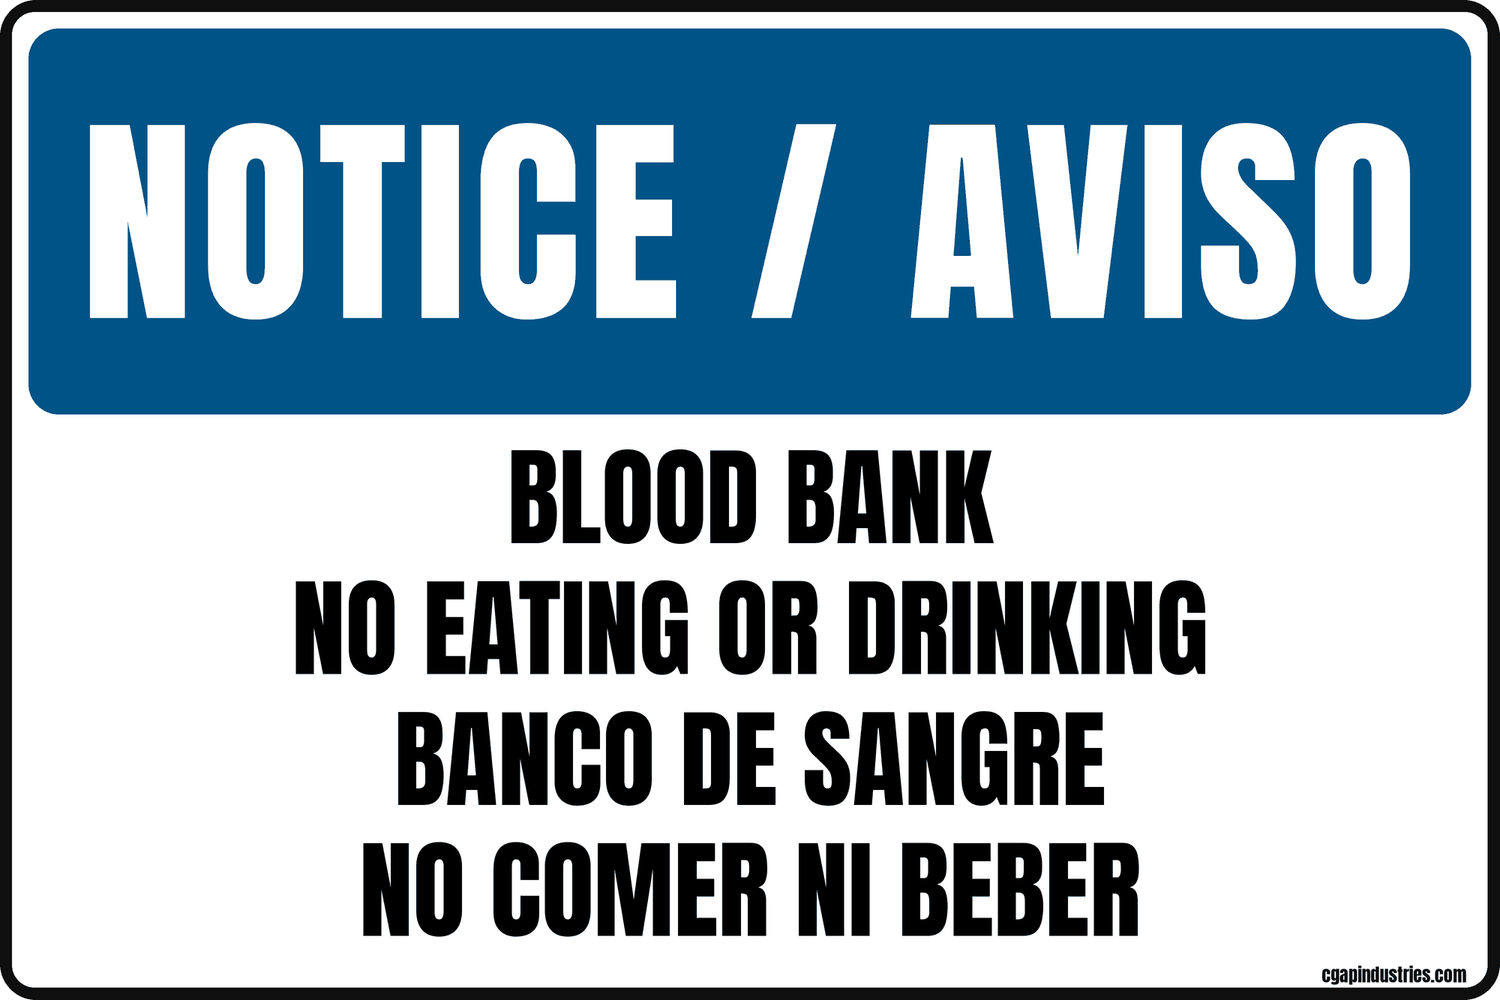 NOTICE / AVISO
BLOOD BANK
NO EATING OR DRINKING
BANCO DE SANGRE
NO COMER NI BEBER
cgapindustries.com